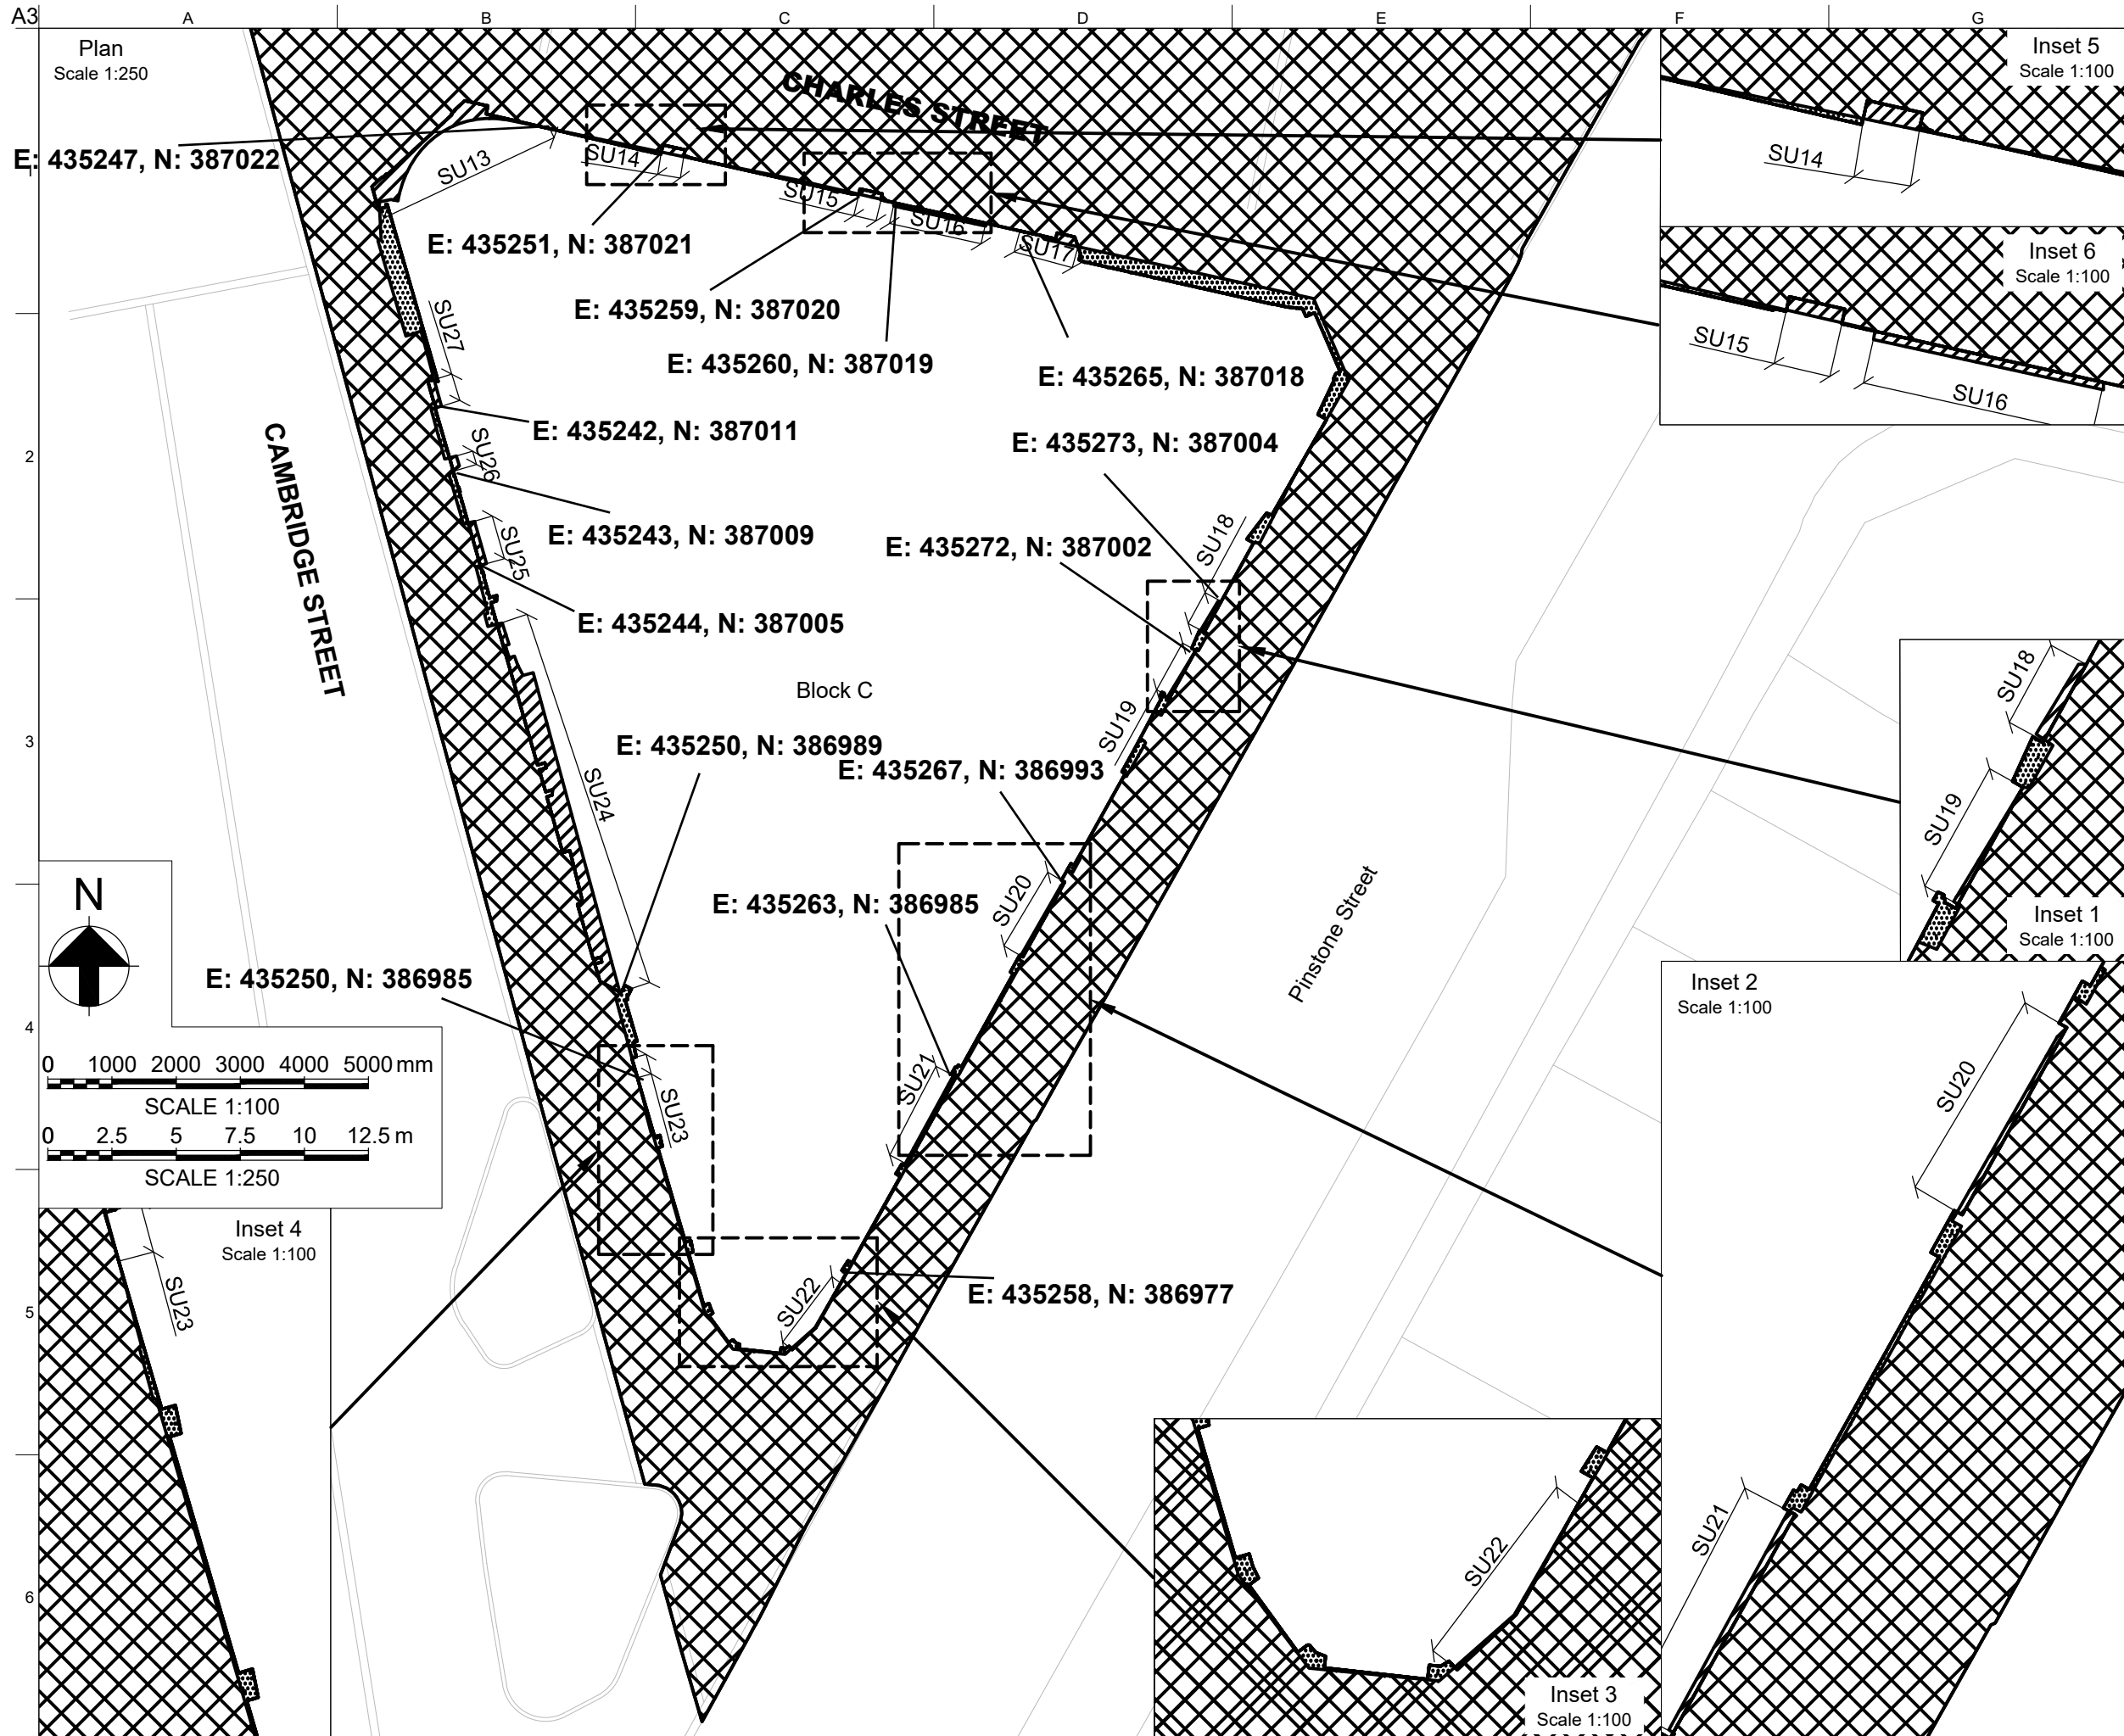 A3
A
B
C
D
E
F
G
Plan
Scale 1:250
CHARLES STREET
Inset 5
Scale 1:100
SU14
E: 435247, N: 387022
1
SU13
SU14
SU15
SU16
SU17
E: 435251, N: 387021
Inset 6
Scale 1:100
SU15
SU16
E: 435259, N: 387020
SU27
E: 435260, N: 387019
E: 435265, N: 387018
E: 435242, N: 387011
E: 435273, N: 387004
2
CAMBRIDGE STREET
SU26
E: 435243, N: 387009
SU25
SU18
E: 435272, N: 387002
E: 435244, N: 387005
Block C
SU18
3
SU19
E: 435250, N: 386989
E: 435267, N: 386993
SU24
SU19
N
SU20
E: 435263, N: 386985
Pinstone Street
Inset 1
Scale 1:100
E: 435250, N: 386985
Inset 2
Scale 1:100
4
0 1000 2000 3000 4000 5000 mm
SCALE 1:100
0 2.5 5 7.5 10 12.5 m
SCALE 1:250
SU21
SU23
SU20
Inset 4
Scale 1:100
SU23
5
SU22
E: 435258, N: 386977
SU21
SU22
6
Inset 3
Scale 1:100